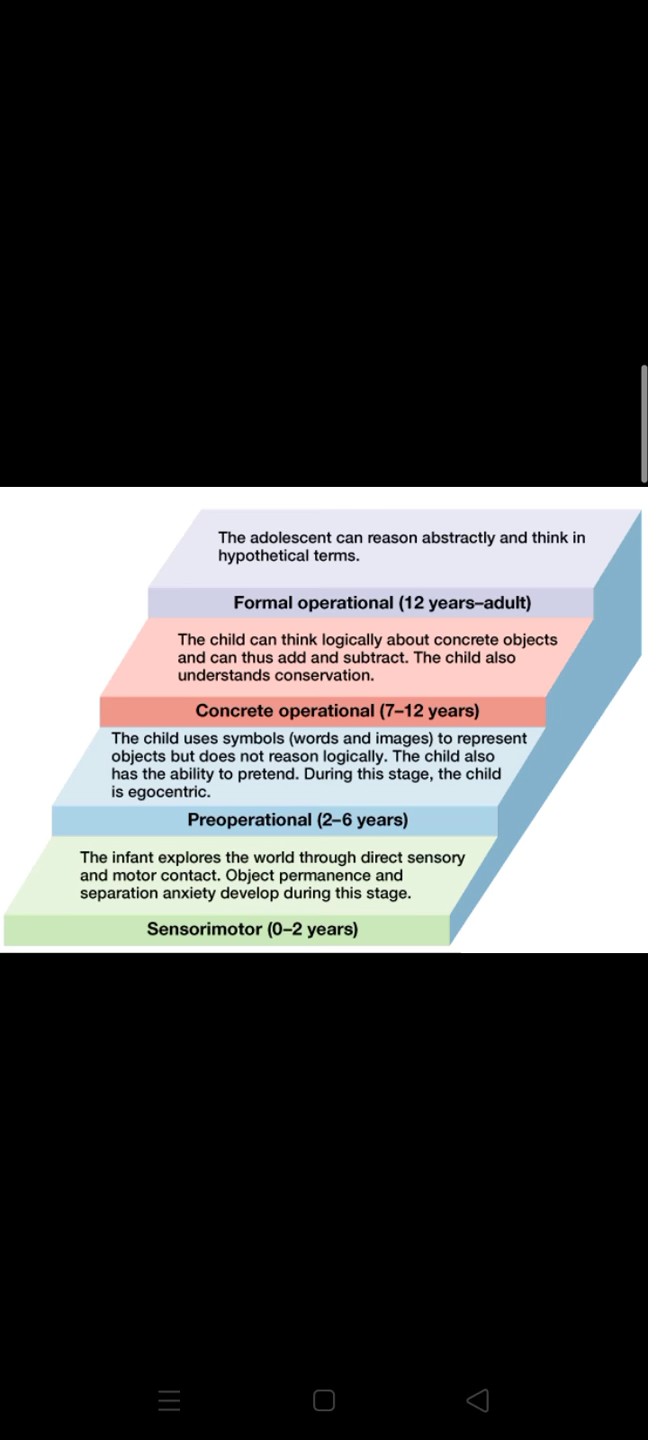 The adolescent can reason abstractly and think in
hypothetical terms.
Formal operational (12 years–adult)
The child can think logically about concrete objects
and can thus add and subtract. The child also
understands conservation.
Concrete operational (7–12 years)
The child uses symbols (words and images) to represent
objects but does not reason logically. The child also
has the ability to pretend. During this stage, the child
is egocentric.
Preoperational (2–6 years)
The infant explores the world through direct sensory
and motor contact. Object permanence and
separation anxiety develop during this stage.
Sensorimotor (0–2 years)